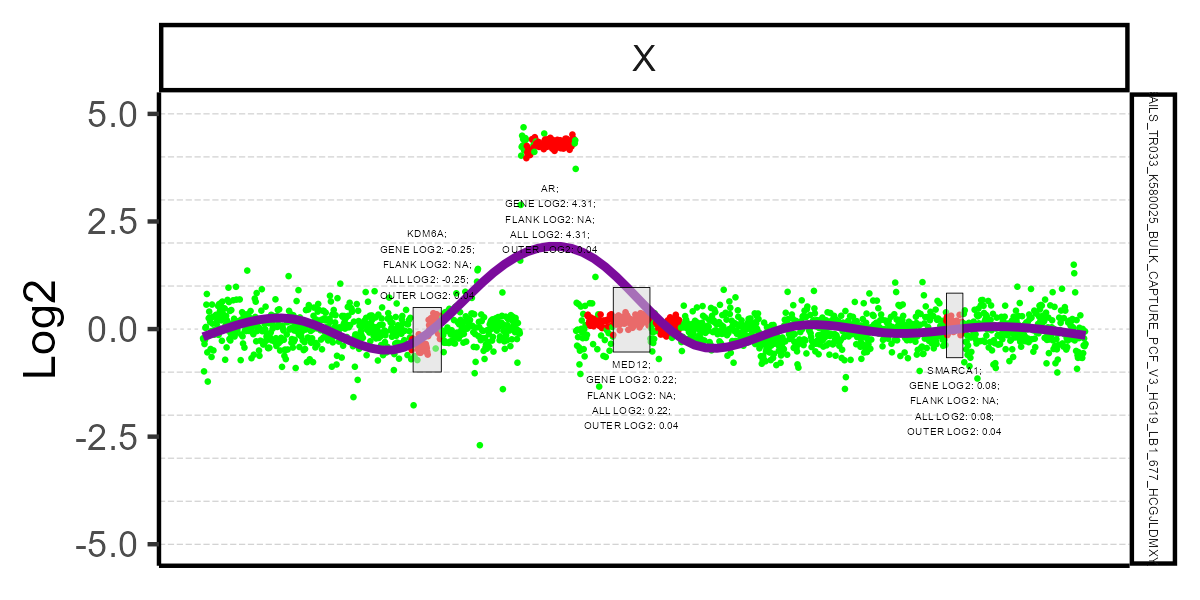 X
Log2
5.0
2.5
0.0
-2.5
-5.0
KDM6A;
GENE LOG2: -0.25;
FLANK LOG2: NA;
ALL LOG2: -0.25;
OUTER LOG2: 0.04
AR;
GENE LOG2: 4.31;
FLANK LOG2: NA;
ALL LOG2: 4.31;
OUTER LOG2: 0.04
MED12;
GENE LOG2: 0.22;
FLANK LOG2: NA;
ALL LOG2: 0.22;
OUTER LOG2: 0.04
SMARCA1;
GENE LOG2: 0.08;
FLANK LOG2: NA;
ALL LOG2: 0.08;
OUTER LOG2: 0.04
AILS_TR033_K580025_BULK_CAPTURE_PCF_V3_HG19_LB1_677_HCGJLDMXY